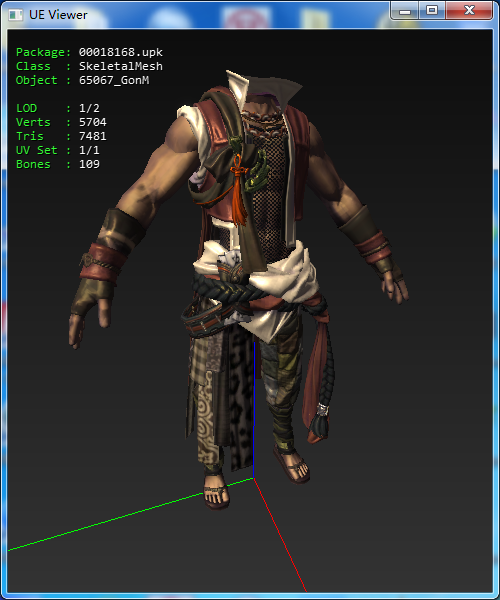 UE Viewer
Package: 00018168.upk
Class : SkeletalMesh
Object : 65067_GonM
LOD : 1/2
Verts : 5704
Tris : 7481
UV Set : 1/1
Bones : 109